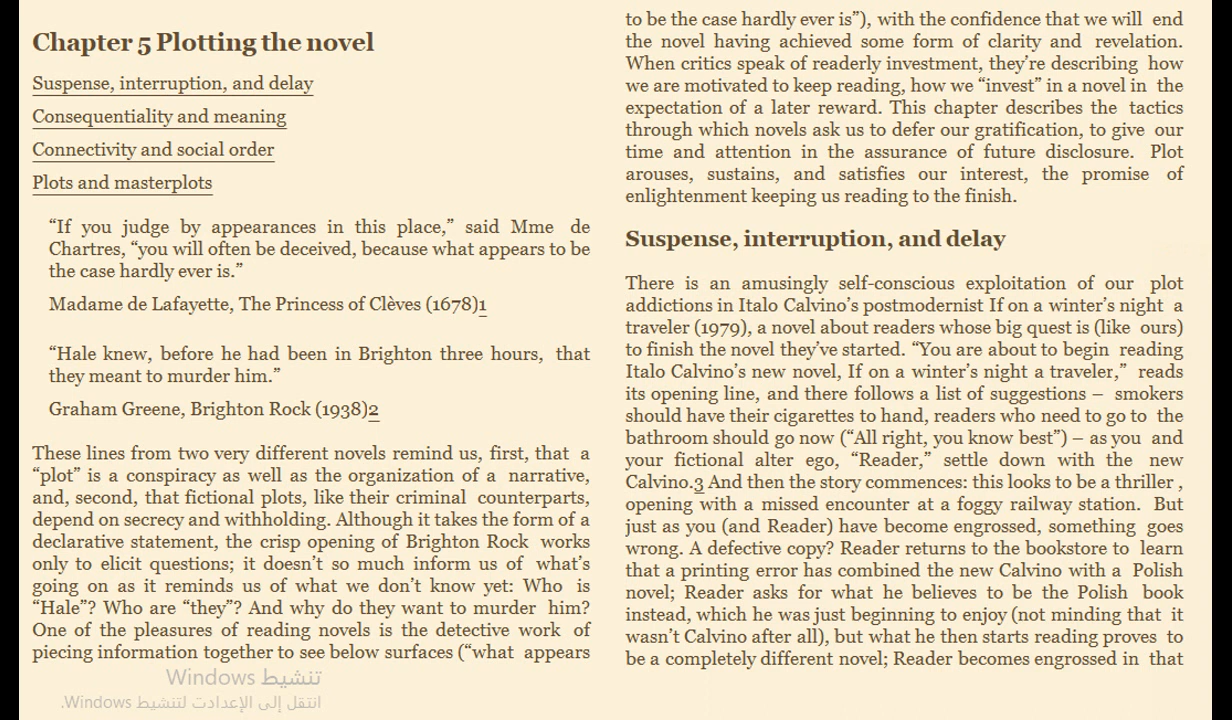 Chapter 5 Plotting the novel
Suspense, interruption, and delay
Consequentiality and meaning
Connectivity and social order
Plots and masterplots
“If you judge by appearances in this place,” said Mme de
Chartres, “you will often be deceived, because what appears to be
the case hardly ever is.”
Madame de Lafayette, The Princess of Clèves (1678)1
“Hale knew, before he had been in Brighton three hours, that
they meant to murder him.”
Graham Greene, Brighton Rock (1938)2
These lines from two very different novels remind us, first, that a
“plot” is a conspiracy as well as the organization of a narrative,
and, second, that fictional plots, like their criminal counterparts,
depend on secrecy and withholding. Although it takes the form of a
declarative statement, the crisp opening of Brighton Rock works
only to elicit questions; it doesn’t so much inform us of what’s
going on as it reminds us of what we don’t know yet: Who is
“Hale”? Who are “they”? And why do they want to murder him?
One of the pleasures of reading novels is the detective work of
piecing information together to see below surfaces (“what appears
تنشيط Windows
انتقل إلى الإعدادت لتنشيط Windows.
to be the case hardly ever is”), with the confidence that we will end
the novel having achieved some form of clarity and revelation.
When critics speak of readerly investment, they’re describing how
we are motivated to keep reading, how we “invest” in a novel in the
expectation of a later reward. This chapter describes the tactics
through which novels ask us to defer our gratification, to give our
time and attention in the assurance of future disclosure. Plot
arouses, sustains, and satisfies our interest, the promise of
enlightenment keeping us reading to the finish.
Suspense, interruption, and delay
There is an amusingly self-conscious exploitation of our plot
addictions in Italo Calvino’s postmodernist If on a winter’s night a
traveler (1979), a novel about readers whose big quest is (like ours)
to finish the novel they’ve started. “You are about to begin reading
Italo Calvino’s new novel, If on a winter’s night a traveler,” reads
its opening line, and there follows a list of suggestions – smokers
should have their cigarettes to hand, readers who need to go to the
bathroom should go now (“All right, you know best”) – as you and
your fictional alter ego, “Reader,” settle down with the new
Calvino.3 And then the story commences: this looks to be a thriller ,
opening with a missed encounter at a foggy railway station. But
just as you (and Reader) have become engrossed, something goes
wrong. A defective copy? Reader returns to the bookstore to learn
that a printing error has combined the new Calvino with a Polish
novel; Reader asks for what he believes to be the Polish book
instead, which he was just beginning to enjoy (not minding that it
wasn’t Calvino after all), but what he then starts reading proves to
be a completely different novel; Reader becomes engrossed in that